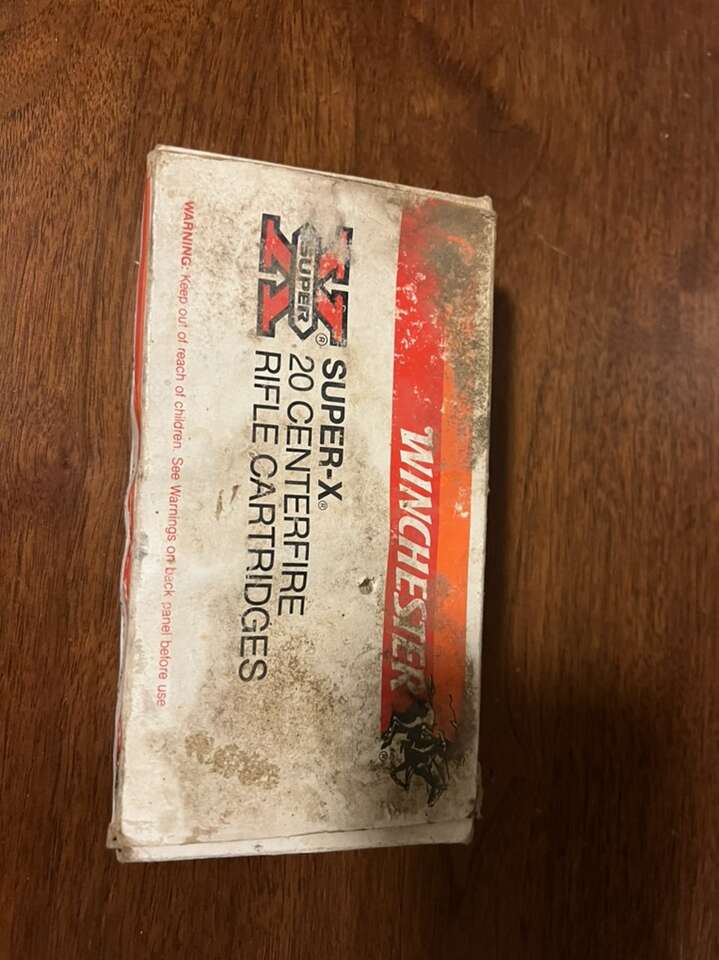 WINCHESTER
®
SUPER
®
SUPER-X®
20 CENTERFIRE
RIFLE CARTRIDGES
WARNING: Keep out of reach of children. See Warnings on back panel before use